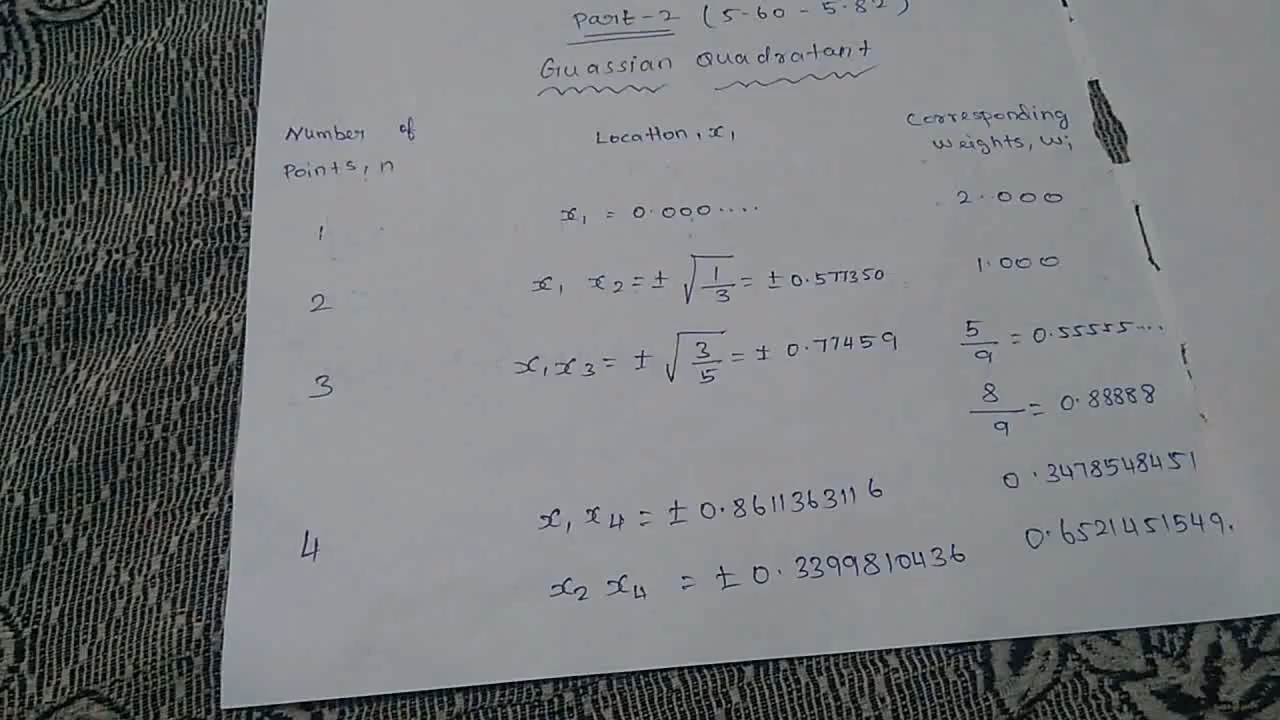 Part-2 (5.60 - 5.82)
Guassian Quadratant
Number of Points, n
Location, x,
Corresponding weights, wi
1
x₁ = 0.000....
2.000
2
x₁ x₂ = ± √1/3 = ± 0.577350
1.000
3
x₁ x₃ = ± √3/5 = ± 0.77459
5/9 = 0.55555...
8/9 = 0.88888
4
x₁ x₄ = ± 0.8611363116
0.3478548451
x₂ x₄ = ± 0.3399810436
0.6521451549.